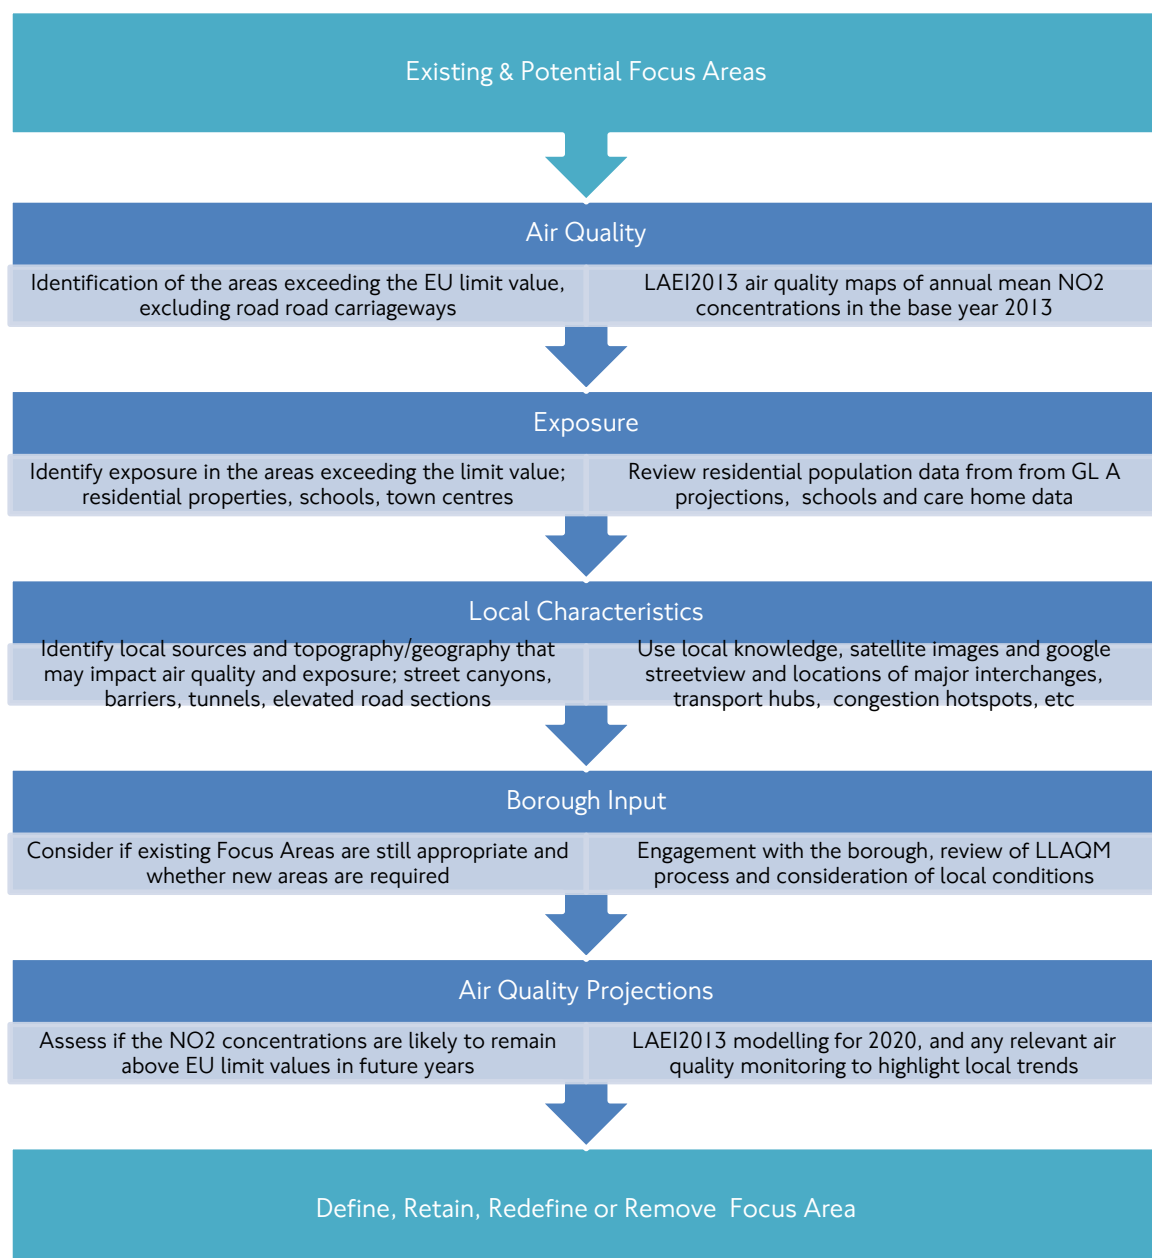 Existing & Potential Focus Areas
Air Quality
Identification of the areas exceeding the EU limit value,
excluding road road carriageways
LAEI2013 air quality maps of annual mean NO2
concentrations in the base year 2013
Exposure
Identify exposure in the areas exceeding the limit value;
residential properties, schools, town centres
Review residential population data from from GL A
projections, schools and care home data
Local Characteristics
Identify local sources and topography/geography that
may impact air quality and exposure; street canyons,
barriers, tunnels, elevated road sections
Use local knowledge, satellite images and google
streetview and locations of major interchanges,
transport hubs, congestion hotspots, etc
Borough Input
Consider if existing Focus Areas are still appropriate and
whether new areas are required
Engagement with the borough, review of LLAQM
process and consideration of local conditions
Air Quality Projections
Assess if the NO2 concentrations are likely to remain
above EU limit values in future years
LAEI2013 modelling for 2020, and any relevant air
quality monitoring to highlight local trends
Define, Retain, Redefine or Remove Focus Area